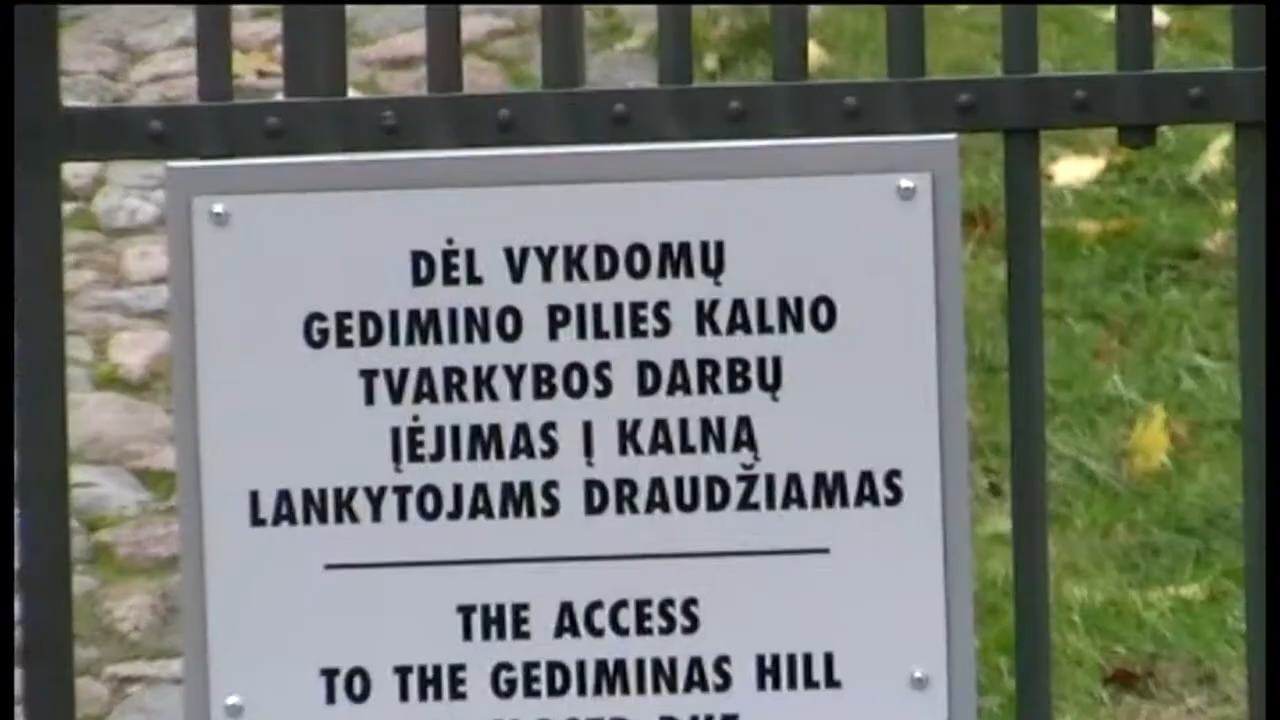 DĖL VYKDOMŲ
GEDIMINO PILIES KALNO
TVARKYBOS DARBŲ
ĮĖJIMAS Į KALNĄ
LANKYTOJAMS DRAUDŽIAMAS
THE ACCESS
TO THE GEDIMINAS HILL